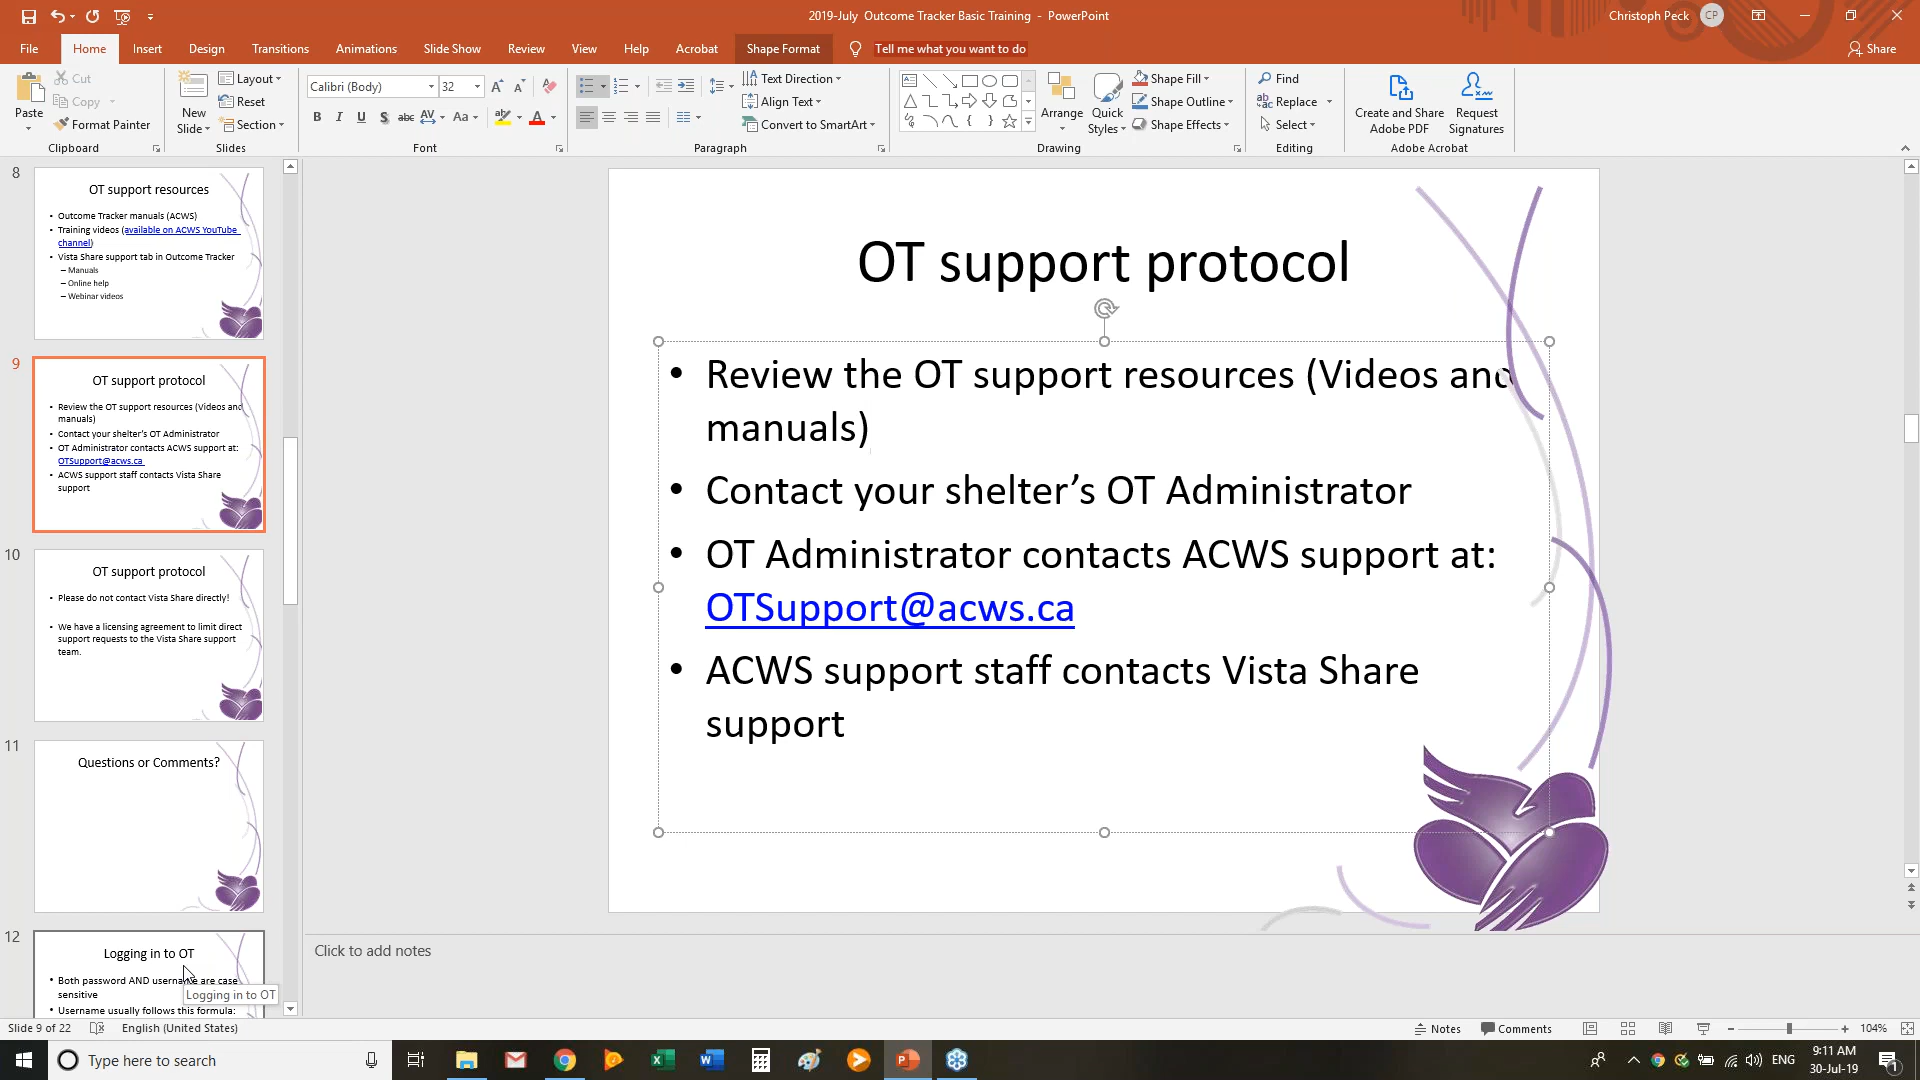 2019-July Outcome Tracker Basic Training - PowerPoint
Christoph Peck
CP
File
Home
Insert
Design
Transitions
Animations
Slide Show
Review
View
Help
Acrobat
Shape Format
Tell me what you want to do
Share
Paste
Cut
Copy
Format Painter
Clipboard
New
Slide
Layout
Reset
Section
Slides
Calibri (Body)
32
Font
Text Direction
Align Text
Convert to SmartArt
Paragraph
Arrange
Quick
Styles
Shape Fill
Shape Outline
Shape Effects
Drawing
Find
Replace
Select
Editing
Create and Share
Adobe PDF
Request
Signatures
Adobe Acrobat
8
OT support resources
• Outcome Tracker manuals (ACWS)
• Training videos (available on ACWS YouTube
channel)
• Vista Share support tab in Outcome Tracker
– Manuals
– Online help
– Webinar videos
9
OT support protocol
• Review the OT support resources (Videos and
manuals)
• Contact your shelter's OT Administrator
• OT Administrator contacts ACWS support at:
OTSupport@acws.ca
• ACWS support staff contacts Vista Share
support
10
OT support protocol
• Please do not contact Vista Share directly!
• We have a licensing agreement to limit direct
support requests to the Vista Share support
team.
11
Questions or Comments?
12
Logging in to OT
• Both password AND username are case
sensitive
Logging in to OT
• Username usually follows this formula:
OT support protocol
• Review the OT support resources (Videos and
manuals)
• Contact your shelter’s OT Administrator
• OT Administrator contacts ACWS support at:
OTSupport@acws.ca
• ACWS support staff contacts Vista Share
support
Click to add notes
Slide 9 of 22
English (United States)
Notes
Comments
104%
Type here to search
ENG
9:11 AM
30-Jul-19
1